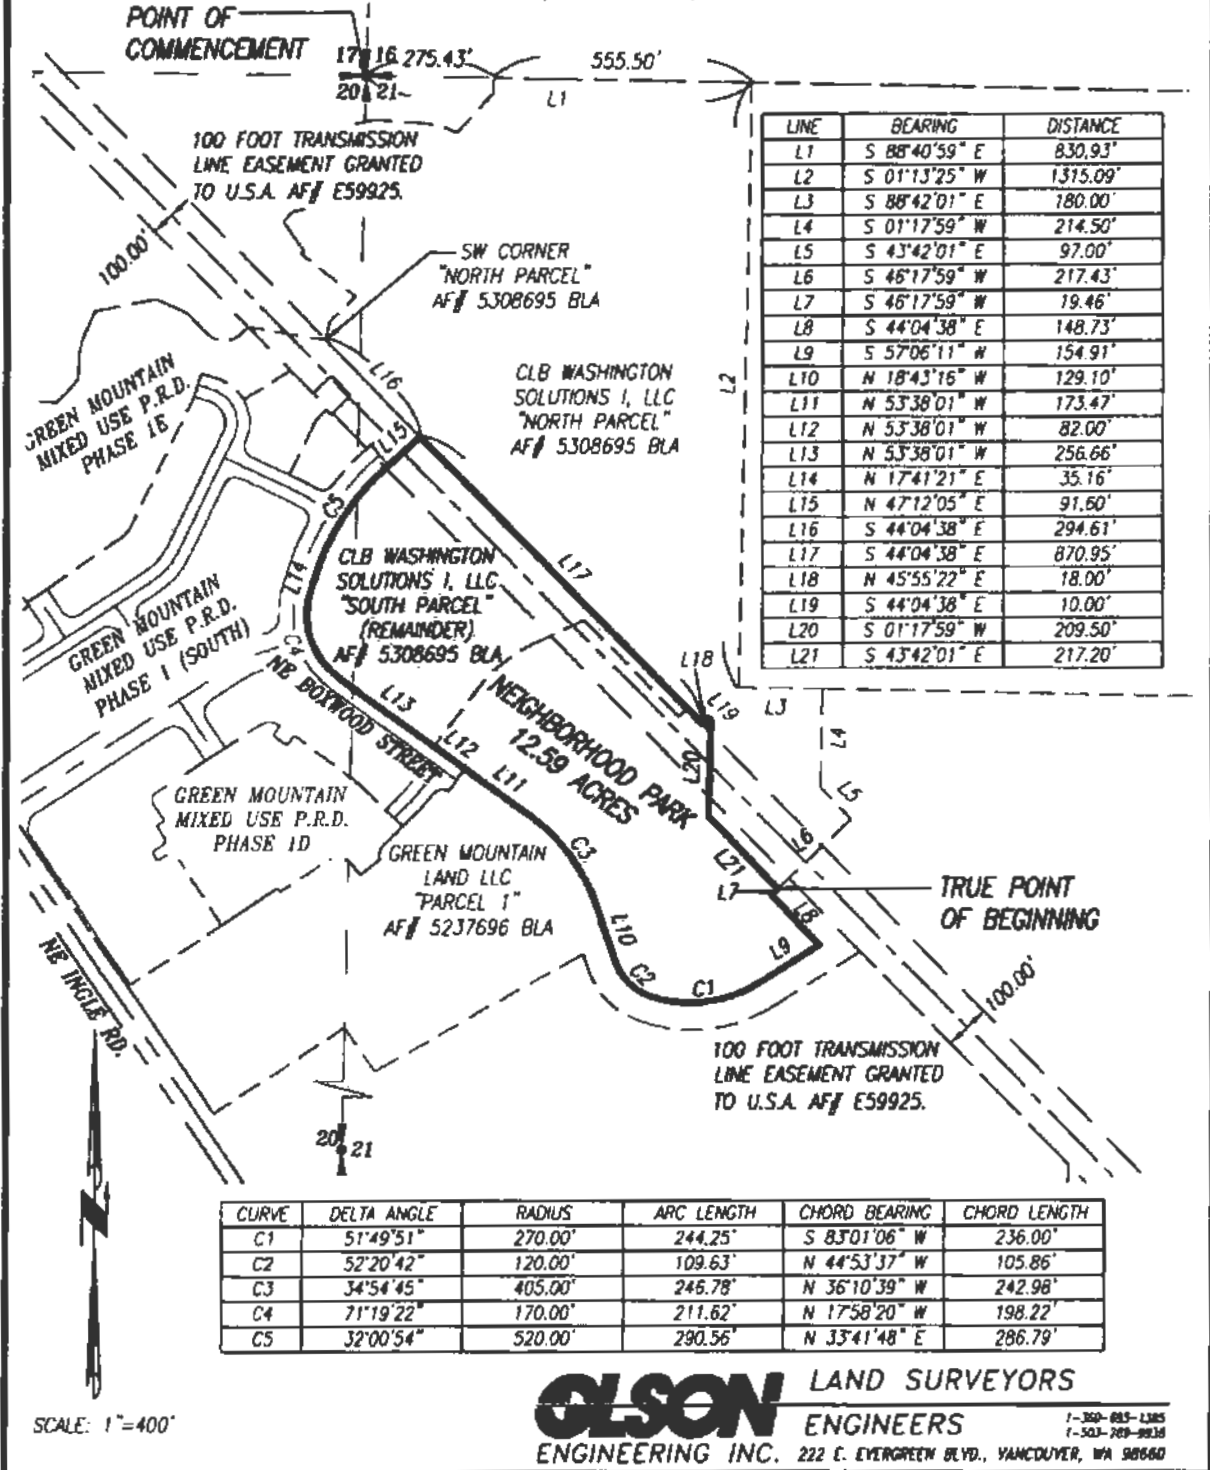 POINT OF
COMMENCEMENT
17 16
20 21
275.43'
555.50'
L1
100 FOOT TRANSMISSION
LINE EASEMENT GRANTED
TO U.S.A. AF# E59925.
100.00'
SW CORNER
"NORTH PARCEL"
AF# 5308695 BLA
L16
CLB WASHINGTON
SOLUTIONS I, LLC
"NORTH PARCEL"
AF# 5308695 BLA
L2
LINE BEARING DISTANCE
L1 S 88°40'59" E 830.93'
L2 S 01°13'25" W 1315.09'
L3 S 88°42'01" E 180.00'
L4 S 01°17'59" W 214.50'
L5 S 43°42'01" E 97.00'
L6 S 46°17'59" W 217.43'
L7 S 46°17'59" W 19.46'
L8 S 44°04'38" E 148.73'
L9 S 57°06'11" W 154.91'
L10 N 18°43'16" W 129.10'
L11 N 53°38'01" W 173.47'
L12 N 53°38'01" W 82.00'
L13 N 53°38'01" W 256.66'
L14 N 17°41'21" E 35.16'
L15 N 47°12'05" E 91.60'
L16 S 44°04'38" E 294.61'
L17 S 44°04'38" E 870.95'
L18 N 45°55'22" E 18.00'
L19 S 44°04'38" E 10.00'
L20 S 01°17'59" W 209.50'
L21 S 43°42'01" E 217.20'
GREEN MOUNTAIN
MIXED USE P.R.D.
PHASE 1E
L15
C5
L17
L14
CLB WASHINGTON
SOLUTIONS I, LLC
"SOUTH PARCEL"
(REMAINDER)
AF# 5308695 BLA
GREEN MOUNTAIN
MIXED USE P.R.D.
PHASE 1 (SOUTH)
C4
NE BOXWOOD STREET
L13
L12
L11
NEIGHBORHOOD PARK
12.59 ACRES
L18
L19
L3
L20
L4
L5
L6
GREEN MOUNTAIN
MIXED USE P.R.D.
PHASE 1D
C3
GREEN MOUNTAIN
LAND LLC
"PARCEL 1"
AF# 5237696 BLA
L21
L7
L8
TRUE POINT
OF BEGINNING
L10
L9
C2
C1
NE INGLE RD.
100.00'
100 FOOT TRANSMISSION
LINE EASEMENT GRANTED
TO U.S.A. AF# E59925.
20 21
CURVE DELTA ANGLE RADIUS ARC LENGTH CHORD BEARING CHORD LENGTH
C1 51°49'51" 270.00' 244.25' S 83°01'06" W 236.00'
C2 52°20'42" 120.00' 109.63' N 44°53'37" W 105.86'
C3 34°54'45" 405.00' 246.78' N 36°10'39" W 242.98'
C4 71°19'22" 170.00' 211.62' N 17°58'20" W 198.22'
C5 32°00'54" 520.00' 290.56' N 33°41'48" E 286.79'
SCALE: 1"=400'
OLSON
ENGINEERING INC.
LAND SURVEYORS
ENGINEERS
222 E. EVERGREEN BLVD., VANCOUVER, WA 98660